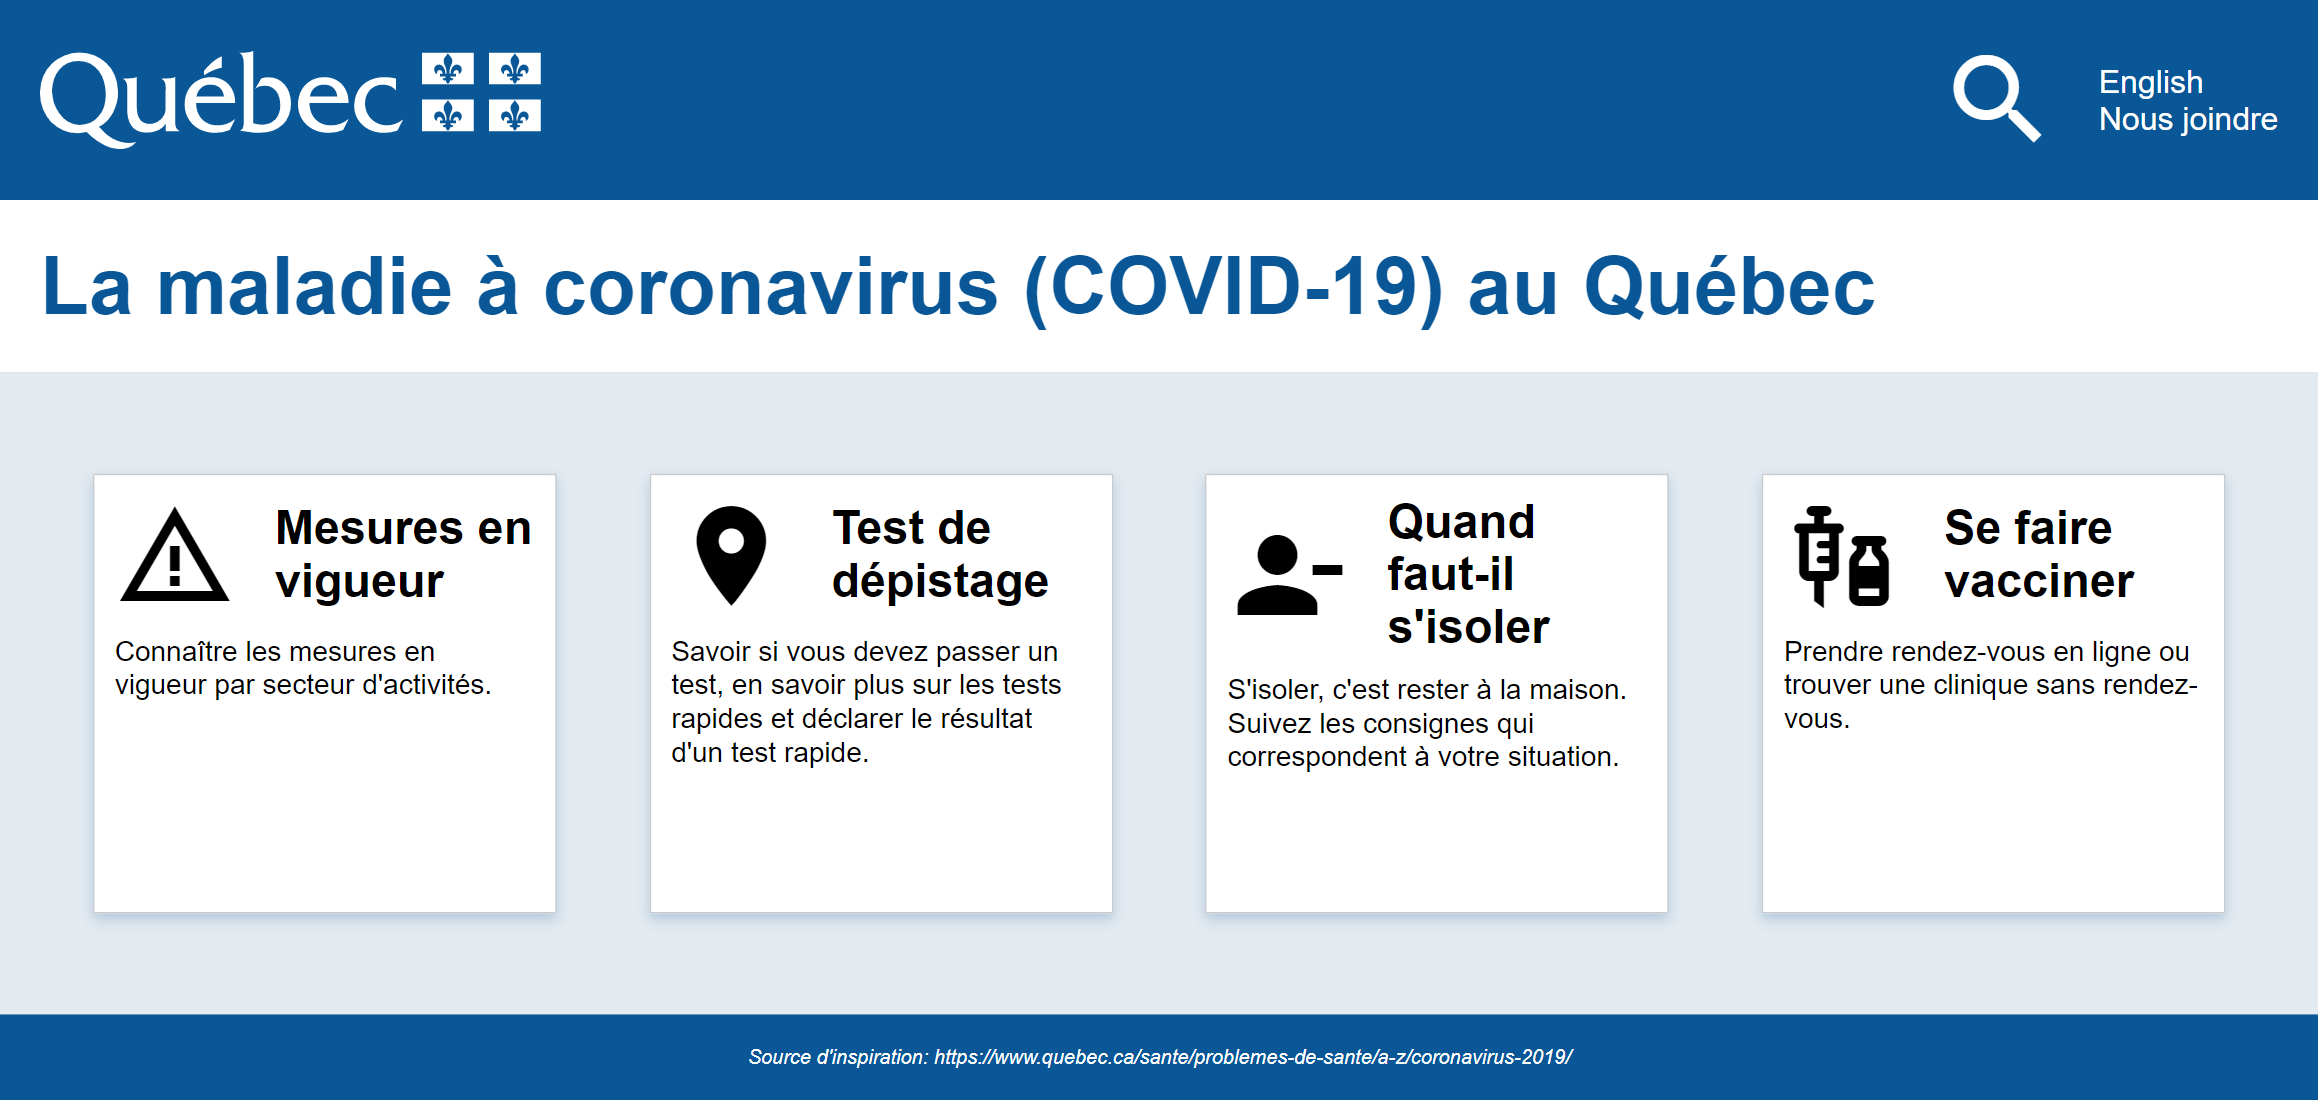 Québec
English
Nous joindre
La maladie à coronavirus (COVID-19) au Québec
Mesures en
vigueur
Connaître les mesures en
vigueur par secteur d'activités.
Test de
dépistage
Savoir si vous devez passer un
test, en savoir plus sur les tests
rapides et déclarer le résultat
d'un test rapide.
Quand
faut-il
s'isoler
S'isoler, c'est rester à la maison.
Suivez les consignes qui
correspondent à votre situation.
Se faire
vacciner
Prendre rendez-vous en ligne ou
trouver une clinique sans rendez-
vous.
Source d'inspiration: https://www.quebec.ca/sante/problemes-de-sante/a-z/coronavirus-2019/